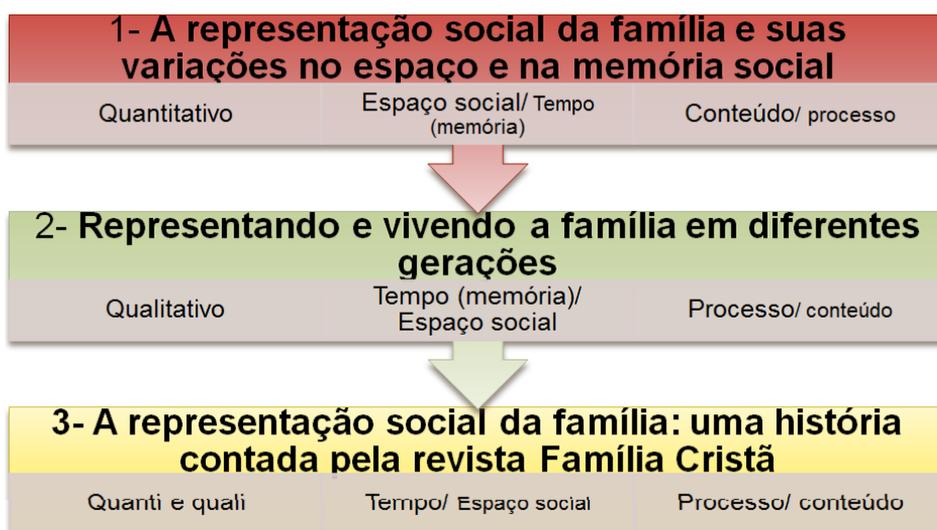 1- A representação social da família e suas
variações no espaço e na memória social
Quantitativo
Espaço social/ Tempo
(memória)
Conteúdo/ processo
2- Representando e vivendo a família em diferentes
gerações
Qualitativo
Tempo (memória)/
Espaço social
Processo/ conteúdo
3- A representação social da família: uma história
contada pela revista Família Cristã
Quanti e quali
Tempo/ Espaço social
Processo/ conteúdo